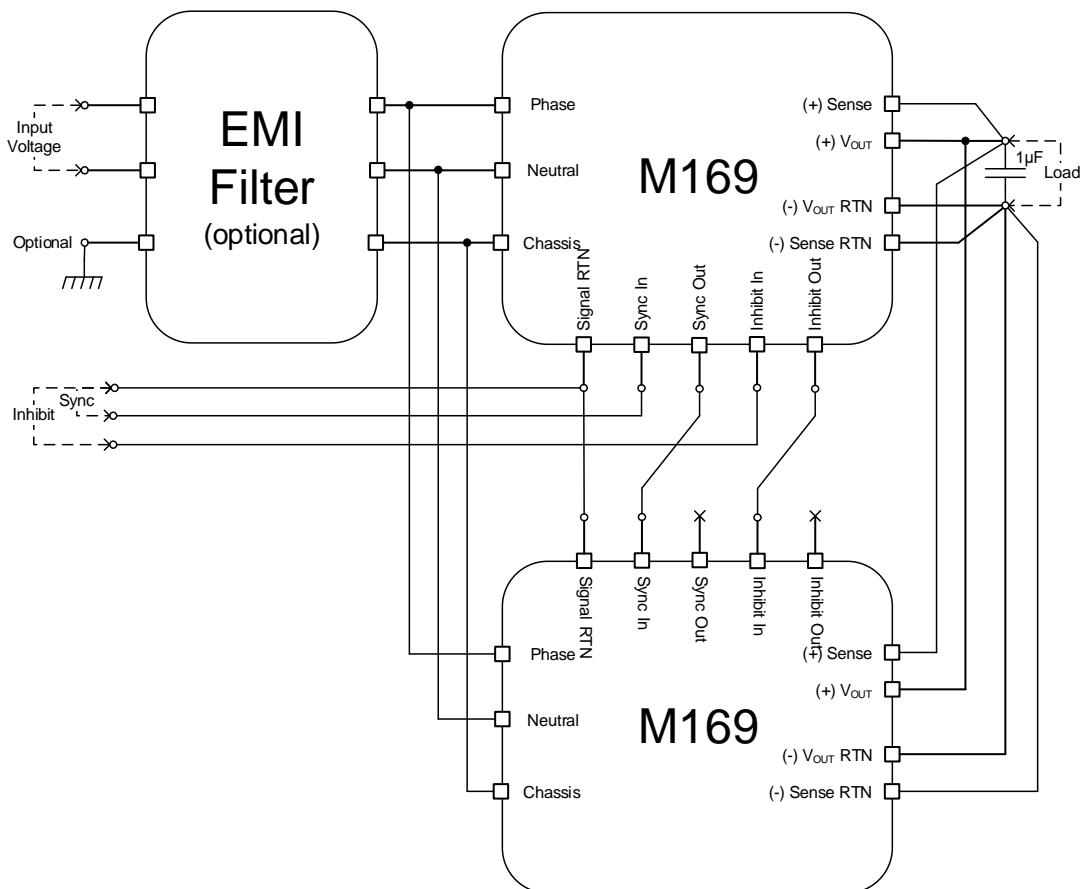 Input
Voltage
Optional
EMI
Filter
(optional)
Phase
Neutral
Chassis
M169
(+) Sense
(+) VOUT
(-) VOUT RTN
(-) Sense RTN
1µF
Load
Signal RTN
Sync In
Sync Out
Inhibit In
Inhibit Out
Sync
Inhibit
Signal RTN
Sync In
Sync Out
Inhibit In
Inhibit Out
Phase
Neutral
Chassis
M169
(+) Sense
(+) VOUT
(-) VOUT RTN
(-) Sense RTN